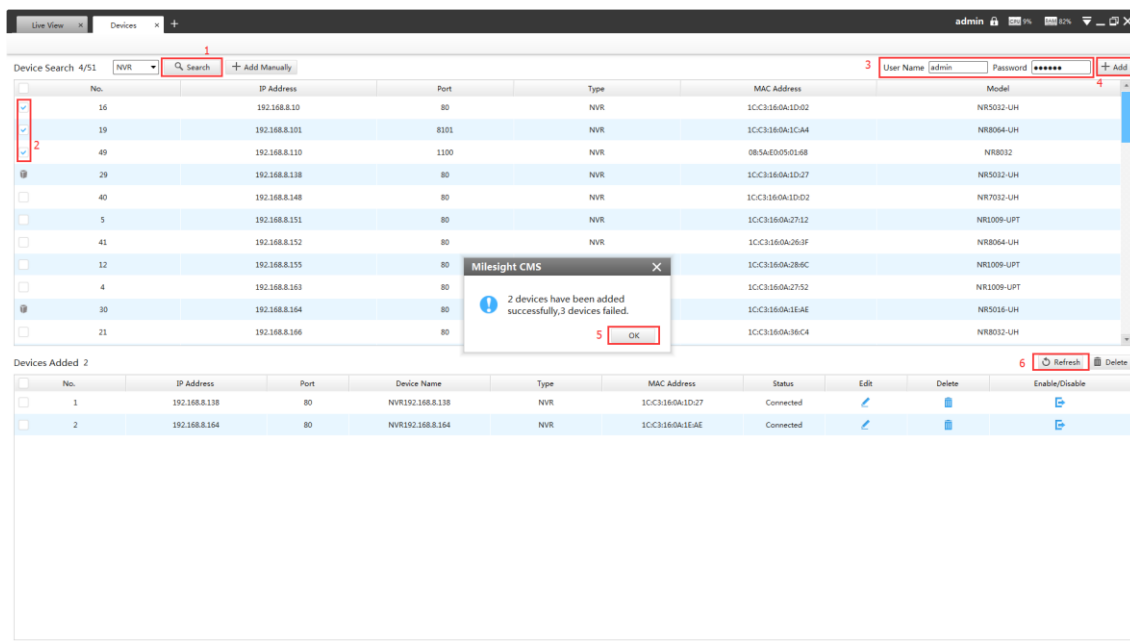 Live View × Devices × + admin CPU 9% RAM 82%
1
Device Search 4/51 NVR Search + Add Manually 3 User Name admin Password ●●●●●● + Add
4
No. IP Address Port Type MAC Address Model
16 192.168.8.10 80 NVR 1C:C3:16:0A:1D:02 NR5032-UH
19 192.168.8.101 8101 NVR 1C:C3:16:0A:1C:A4 NR8064-UH
2
49 192.168.8.110 1100 NVR 08:5A:E0:05:01:68 NR8032
29 192.168.8.138 80 NVR 1C:C3:16:0A:1D:27 NR5032-UH
40 192.168.8.148 80 NVR 1C:C3:16:0A:1D:D2 NR7032-UH
5 192.168.8.151 80 NVR 1C:C3:16:0A:27:12 NR1009-UPT
41 192.168.8.152 80 NVR 1C:C3:16:0A:26:3F NR8064-UH
12 192.168.8.155 80 1C:C3:16:0A:28:6C NR1009-UPT
4 192.168.8.163 80 1C:C3:16:0A:27:52 NR1009-UPT
30 192.168.8.164 80 1C:C3:16:0A:1E:AE NR5016-UH
21 192.168.8.166 80 1C:C3:16:0A:36:C4 NR8032-UH
Milesight CMS ×
2 devices have been added
successfully,3 devices failed.
5 OK
Devices Added 2 6 Refresh Delete
No. IP Address Port Device Name Type MAC Address Status Edit Delete Enable/Disable
1 192.168.8.138 80 NVR192.168.8.138 NVR 1C:C3:16:0A:1D:27 Connected
2 192.168.8.164 80 NVR192.168.8.164 NVR 1C:C3:16:0A:1E:AE Connected